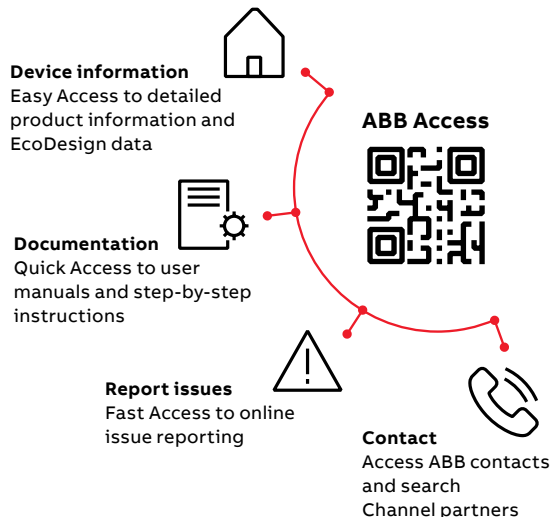 Device information
Easy Access to detailed
product information and
EcoDesign data
ABB Access
Documentation
Quick Access to user
manuals and step-by-step
instructions
Report issues
Fast Access to online
issue reporting
Contact
Access ABB contacts
and search
Channel partners